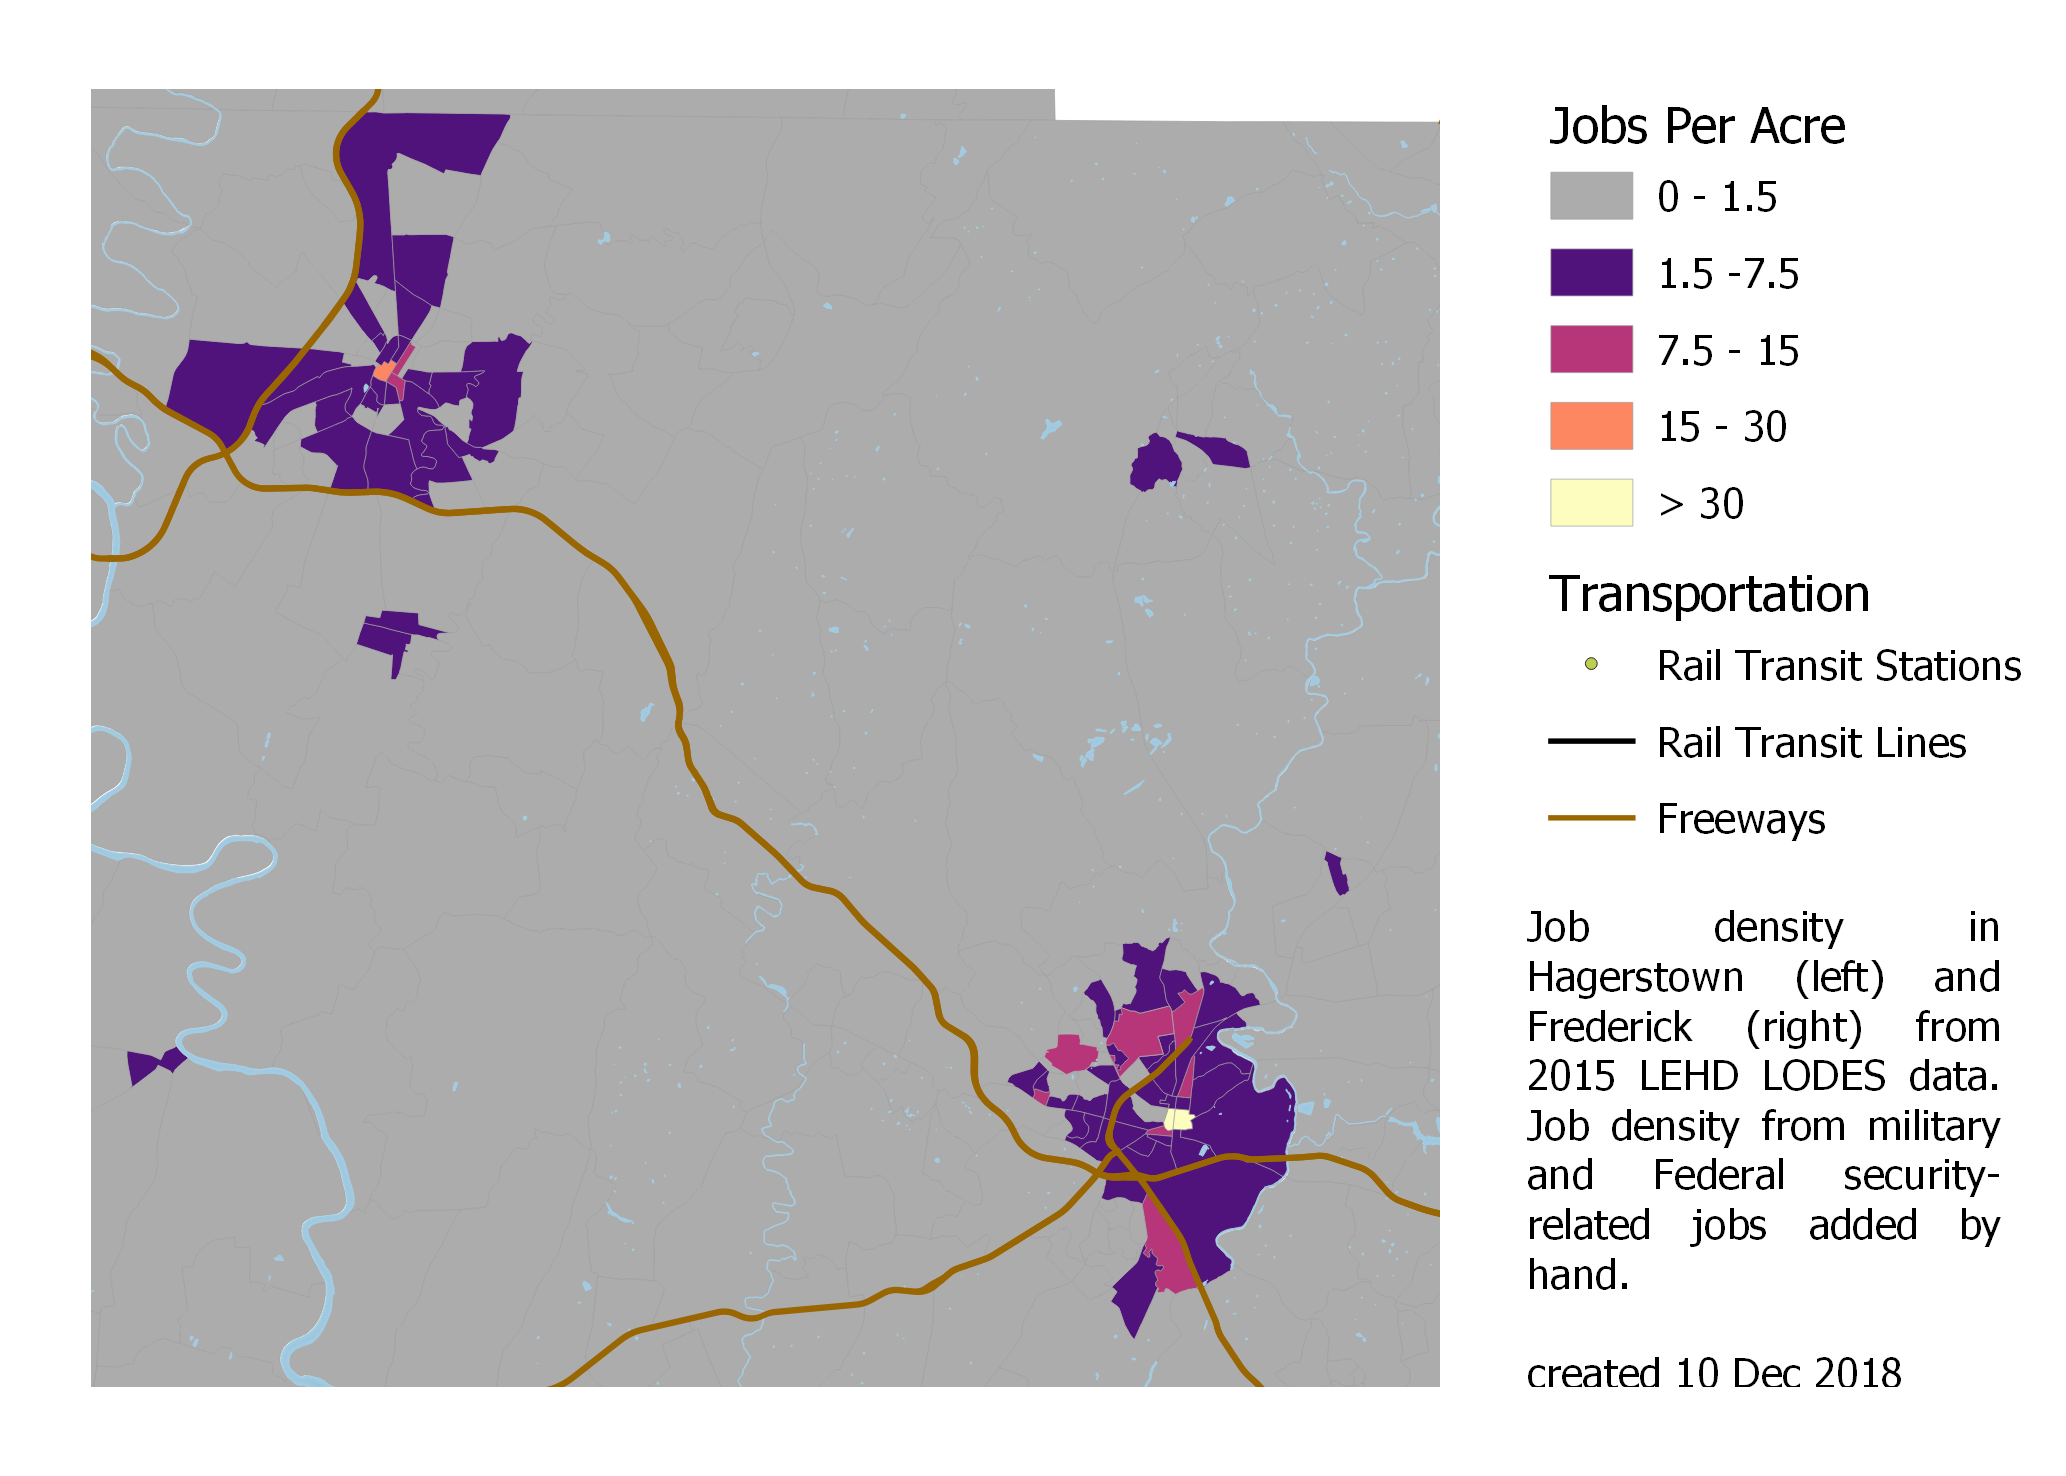 Jobs Per Acre
0 - 1.5
1.5 -7.5
7.5 - 15
15 - 30
> 30
Transportation
Rail Transit Stations
Rail Transit Lines
Freeways
Job density in
Hagerstown (left) and
Frederick (right) from
2015 LEHD LODES data.
Job density from military
and Federal security-
related jobs added by
hand.
created 10 Dec 2018